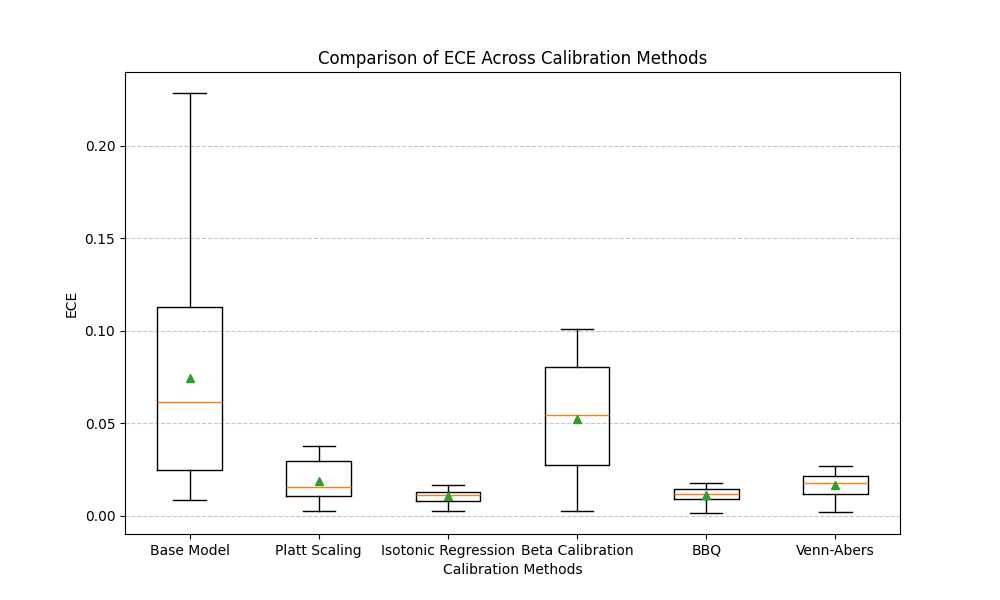 Comparison of ECE Across Calibration Methods
ECE
0.20
0.15
0.10
0.05
0.00
Base Model
Platt Scaling
Isotonic Regression
Beta Calibration
BBQ
Venn-Abers
Calibration Methods